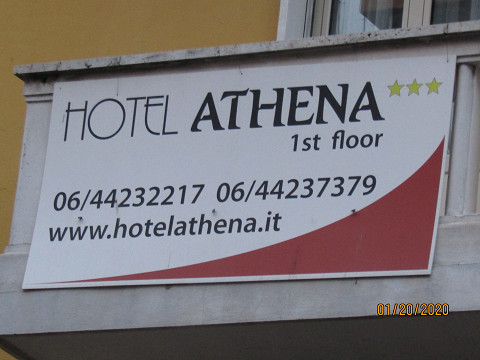 HOTEL ATHENA
1st floor
06/44232217 06/44237379
www.hotelathena.it
01/20/2020